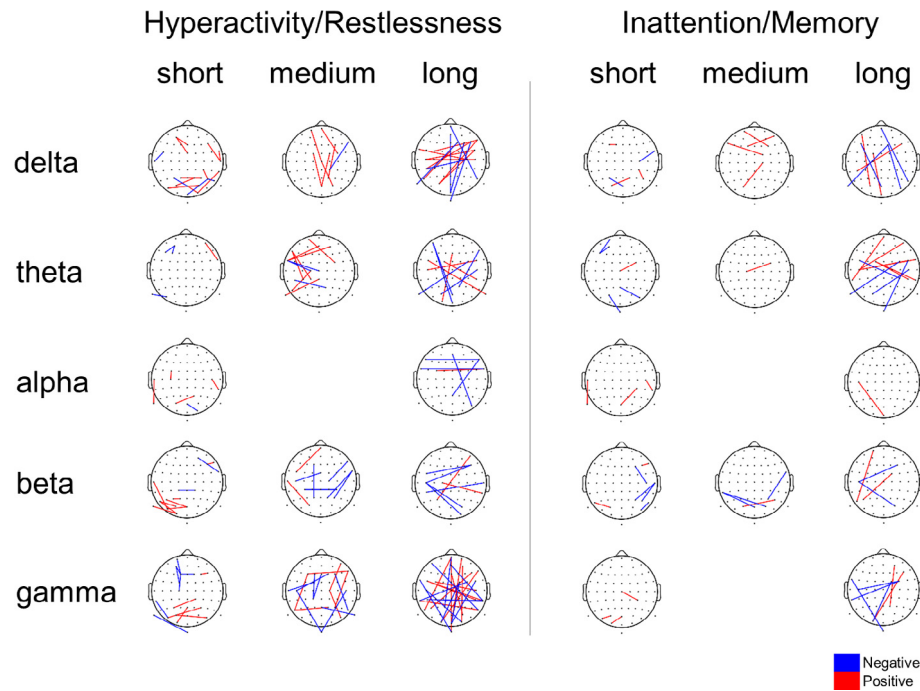 Hyperactivity/Restlessness Inattention/Memory
short medium long short medium long
delta
theta
alpha
beta
gamma
Negative
Positive